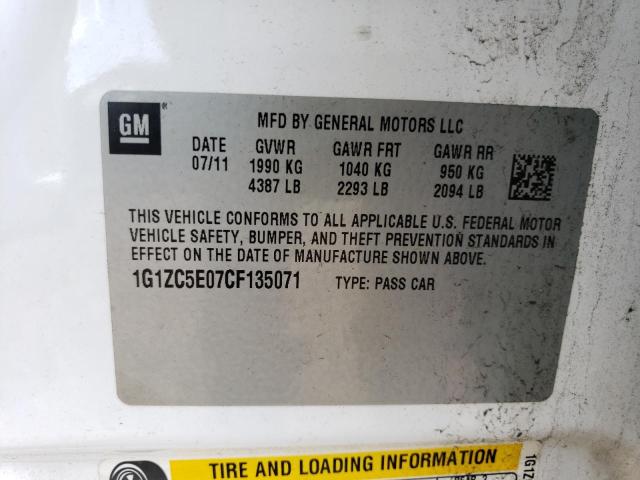 GM
MFD BY GENERAL MOTORS LLC
DATE GVWR GAWR FRT GAWR RR
07/11 1990 KG 1040 KG 950 KG
4387 LB 2293 LB 2094 LB
THIS VEHICLE CONFORMS TO ALL APPLICABLE U.S. FEDERAL MOTOR
VEHICLE SAFETY, BUMPER, AND THEFT PREVENTION STANDARDS IN
EFFECT ON THE DATE OF MANUFACTURE SHOWN ABOVE.
1G1ZC5E07CF135071 TYPE: PASS CAR
TIRE AND LOADING INFORMATION
1G1Z